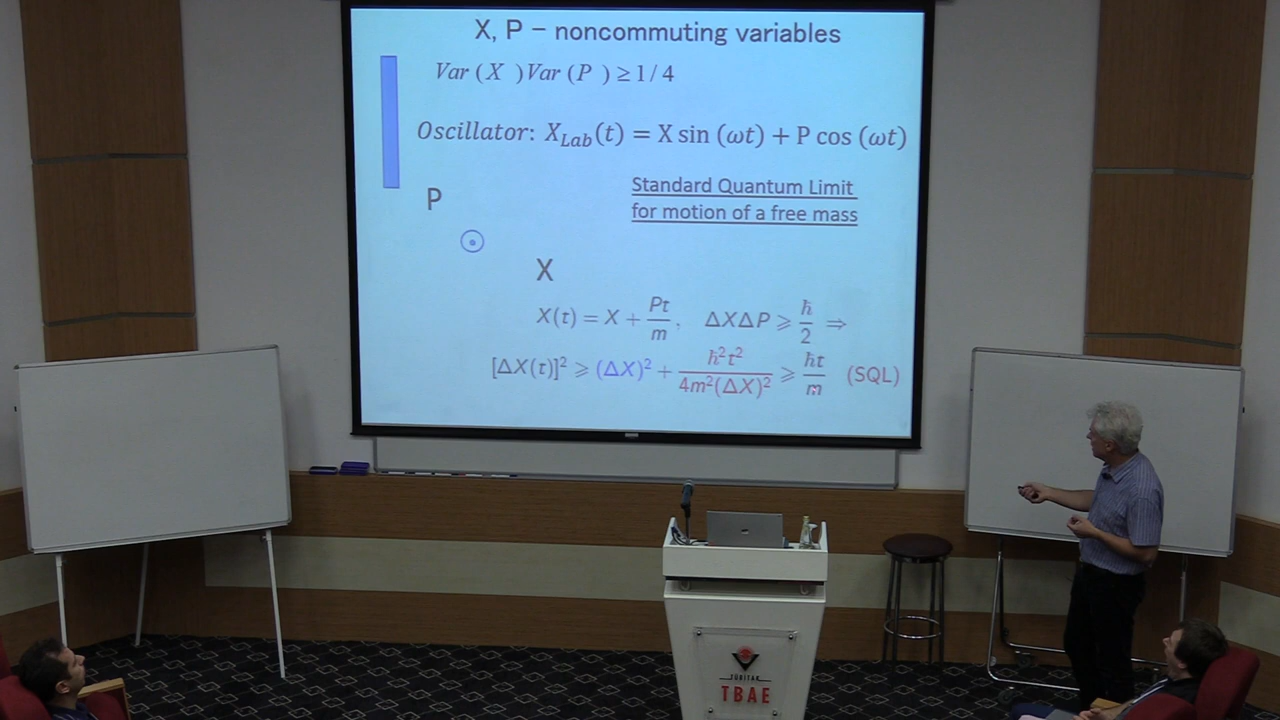 X, P – noncommuting variables
Var (X ) Var (P ) ≥ 1/4
Oscillator: X_Lab(t) = X sin (ωt) + P cos (ωt)
Standard Quantum Limit
for motion of a free mass
P
X
X(t) = X + Pt/m, ΔXΔP ⩾ ħ/2 ⇒
[ΔX(t)]² ⩾ (ΔX)² + ħ²t²/4m²(ΔX)² ⩾ ħt/m (SQL)
TÜBİTAK
TBAE